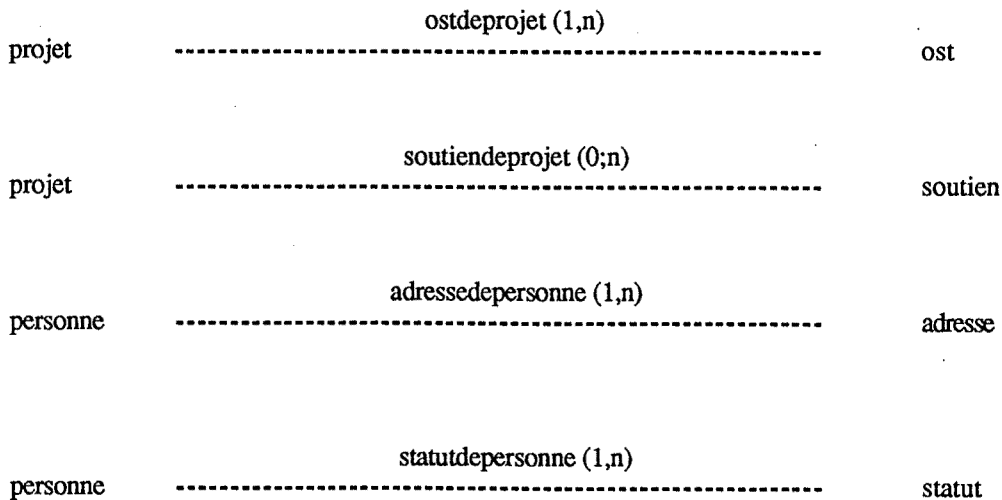 ostdeprojet (1,n)
projet ost
soutiendeprojet (0;n)
projet soutien
adressedepersonne (1,n)
personne adresse
statutdepersonne (1,n)
personne statut